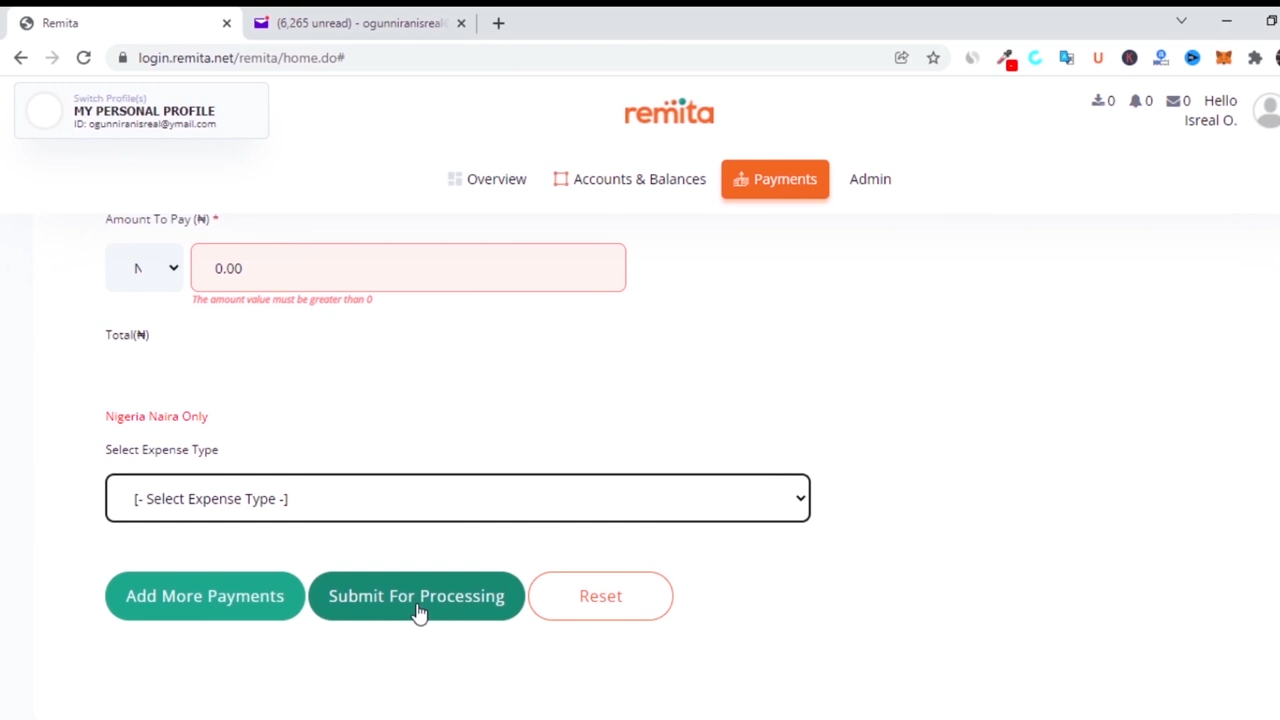 Remita
(6,265 unread) - ogunniranisreal
login.remita.net/remita/home.do#
Switch Profile(s)
MY PERSONAL PROFILE
ID: ogunniranisreal@ymail.com
remita
0 0 0 Hello
Isreal O.
Overview Accounts & Balances Payments Admin
Amount To Pay (₦) *
0.00
The amount value must be greater than 0
Total(₦)
Nigeria Naira Only
Select Expense Type
[- Select Expense Type -]
Add More Payments Submit For Processing Reset